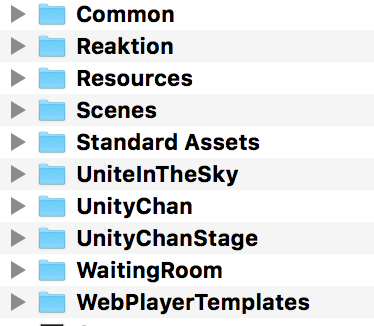 Common
Reaktion
Resources
Scenes
Standard Assets
UniteInTheSky
UnityChan
UnityChanStage
WaitingRoom
WebPlayerTemplates